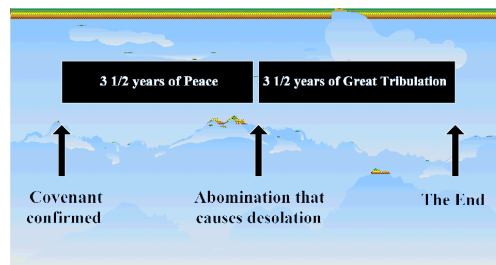 3 1/2 years of Peace
3 1/2 years of Great Tribulation
Covenant
confirmed
Abomination that
causes desolation
The End